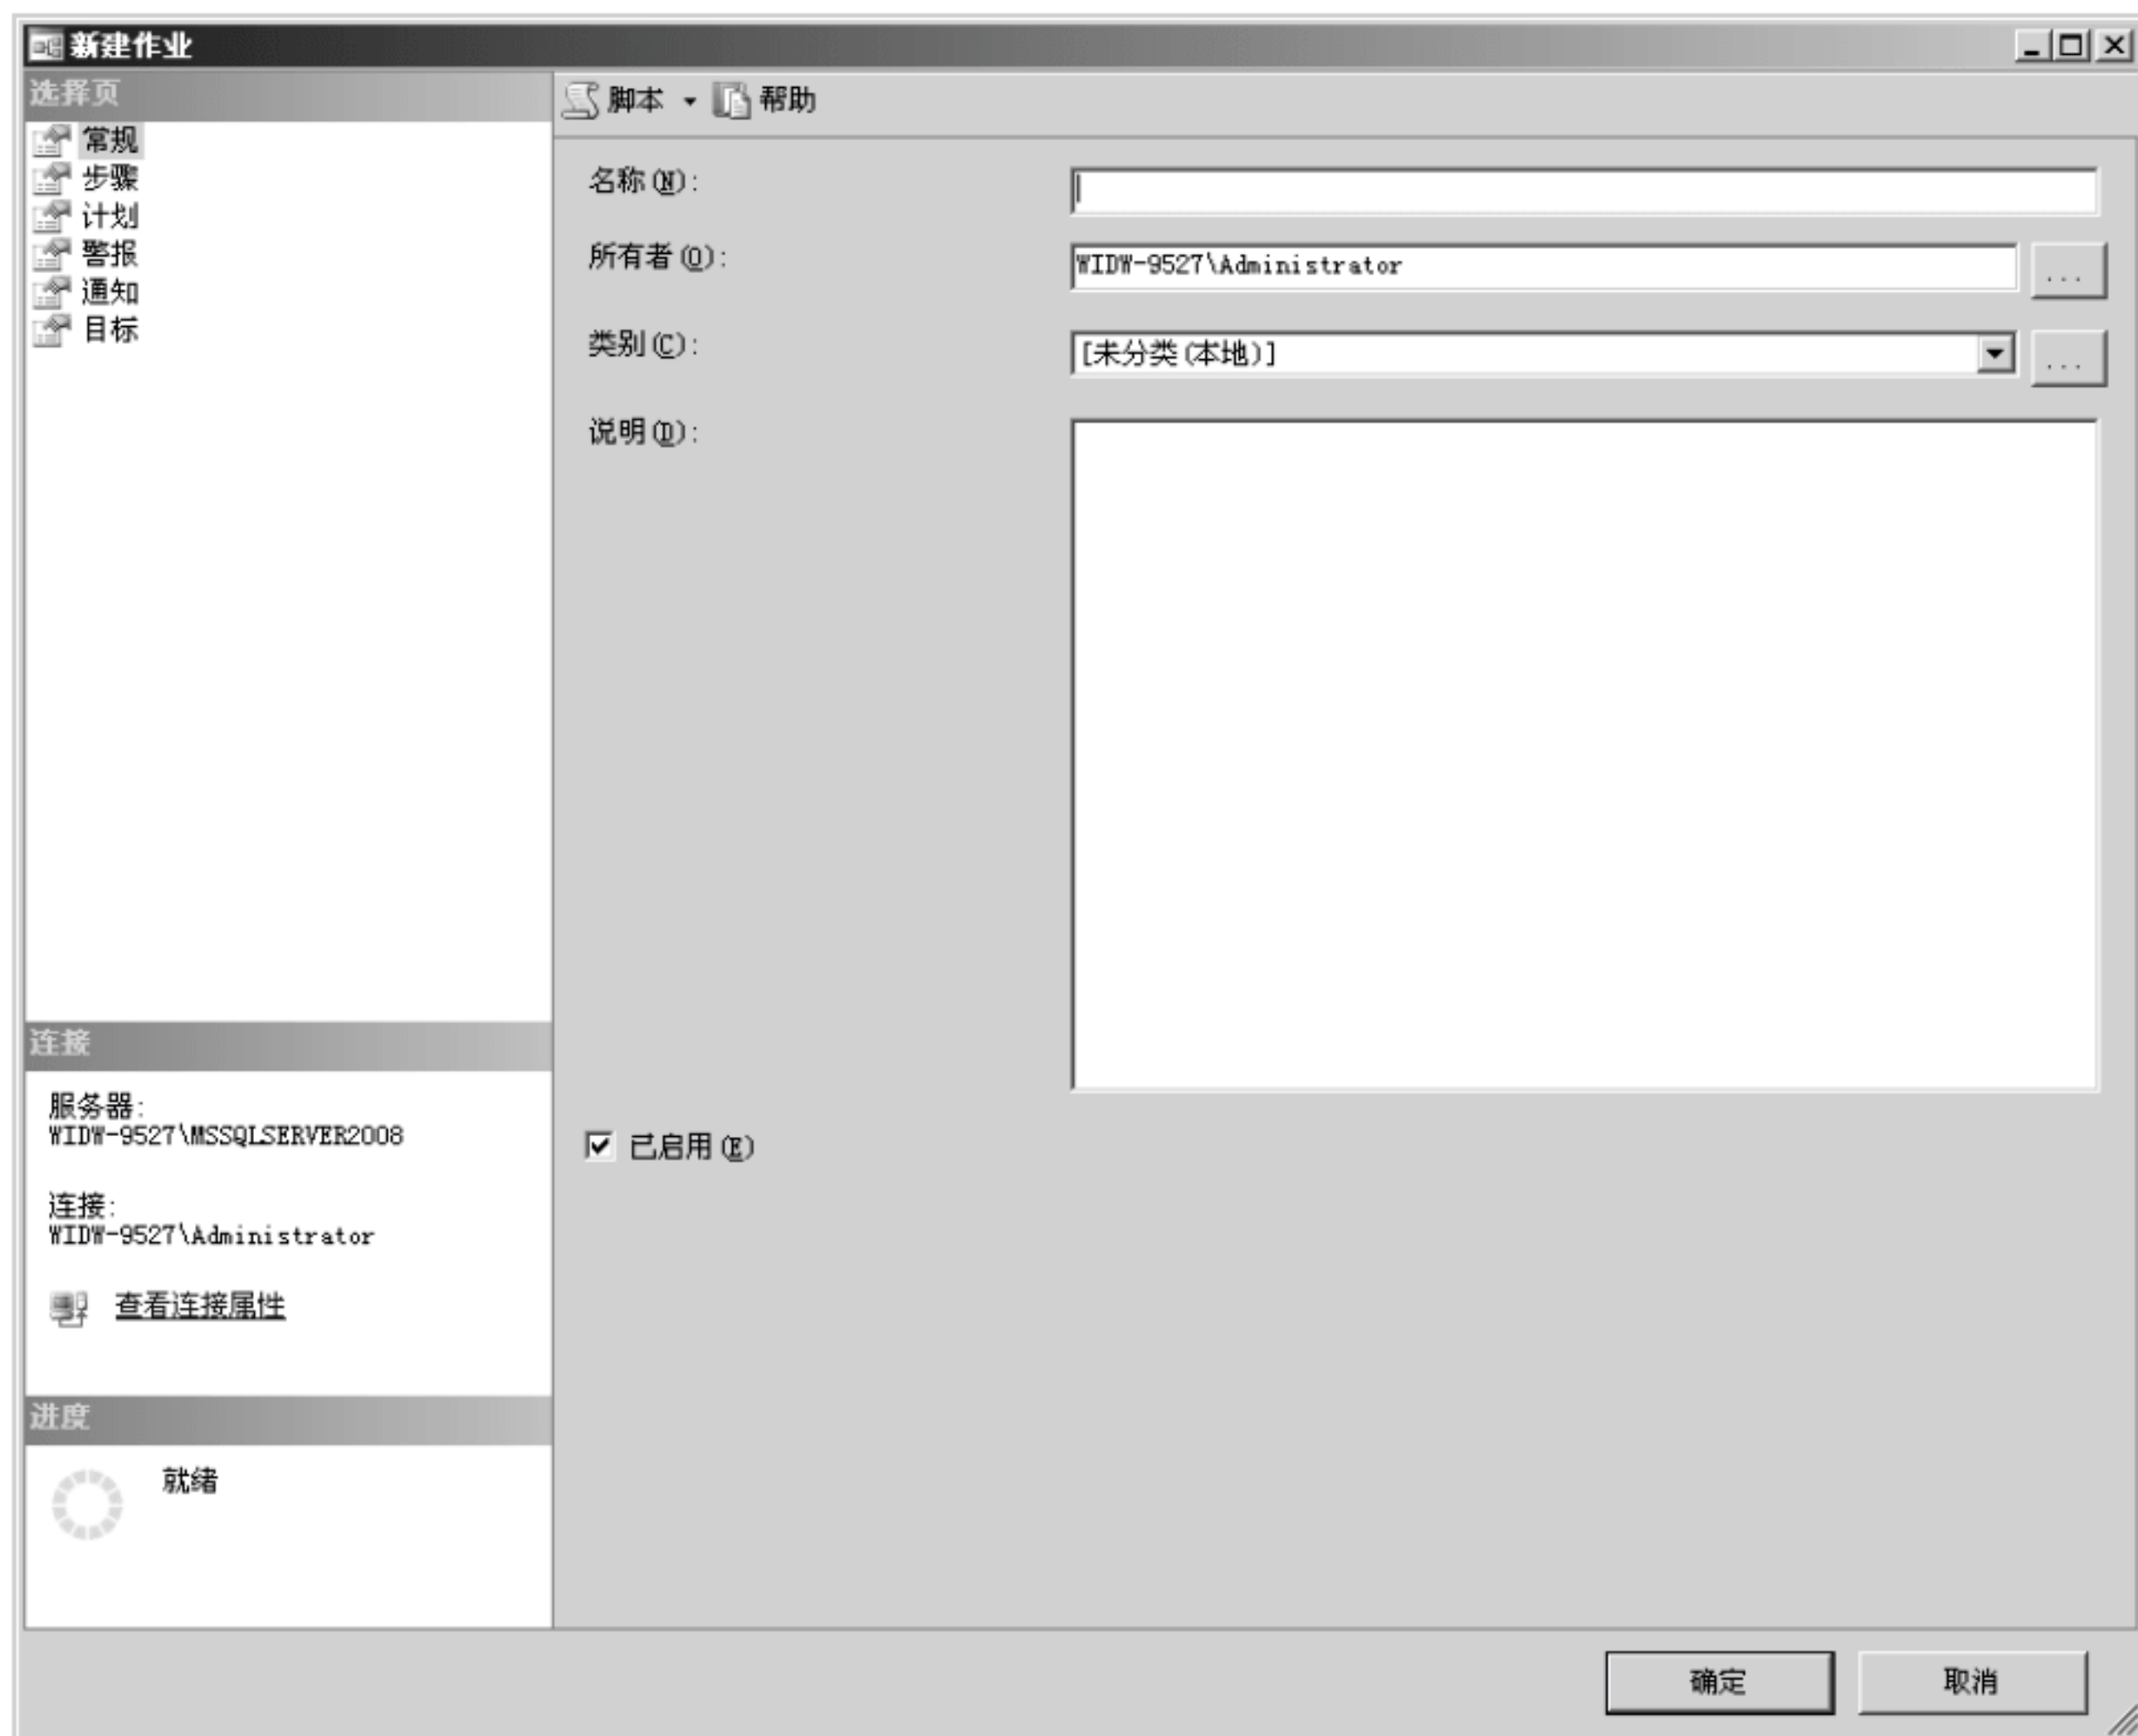 新建作业
选择页
常规
步骤
计划
警报
通知
目标
脚本 帮助
名称(N):
所有者(O):
WIDW-9527\Administrator
...
类别(C):
[未分类(本地)]
...
说明(D):
已启用(E)
连接
服务器:
WIDW-9527\MSSQLSERVER2008
连接:
WIDW-9527\Administrator
查看连接属性
进度
就绪
确定 取消